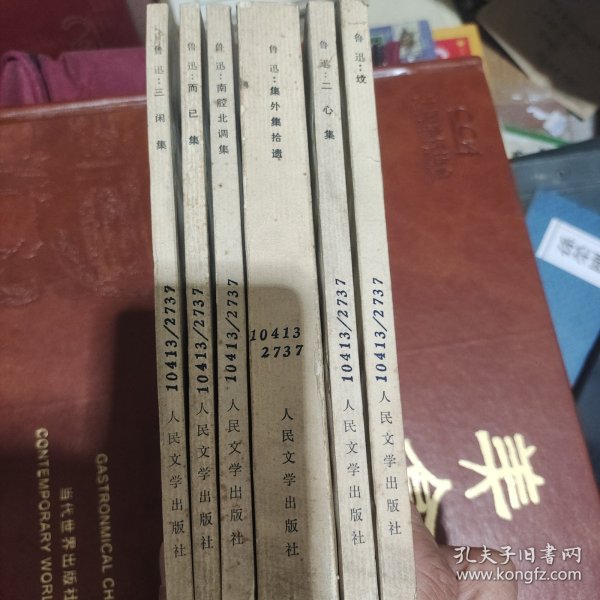 鲁迅：三闲集
10413/2737
人民文学出版社
鲁迅：而已集
10413/2737
人民文学出版社
鲁迅：南腔北调集
10413/2737
人民文学出版社
鲁迅：集外集拾遗
10413
2737
人民文学出版社
鲁迅：二心集
10413/2737
人民文学出版社
鲁迅：坟
10413/2737
人民文学出版社
GASTRONMICAL CH
CONTEMPORARY WORL
当代世界出版社
美食
孔夫子旧书网
www.kongfz.com